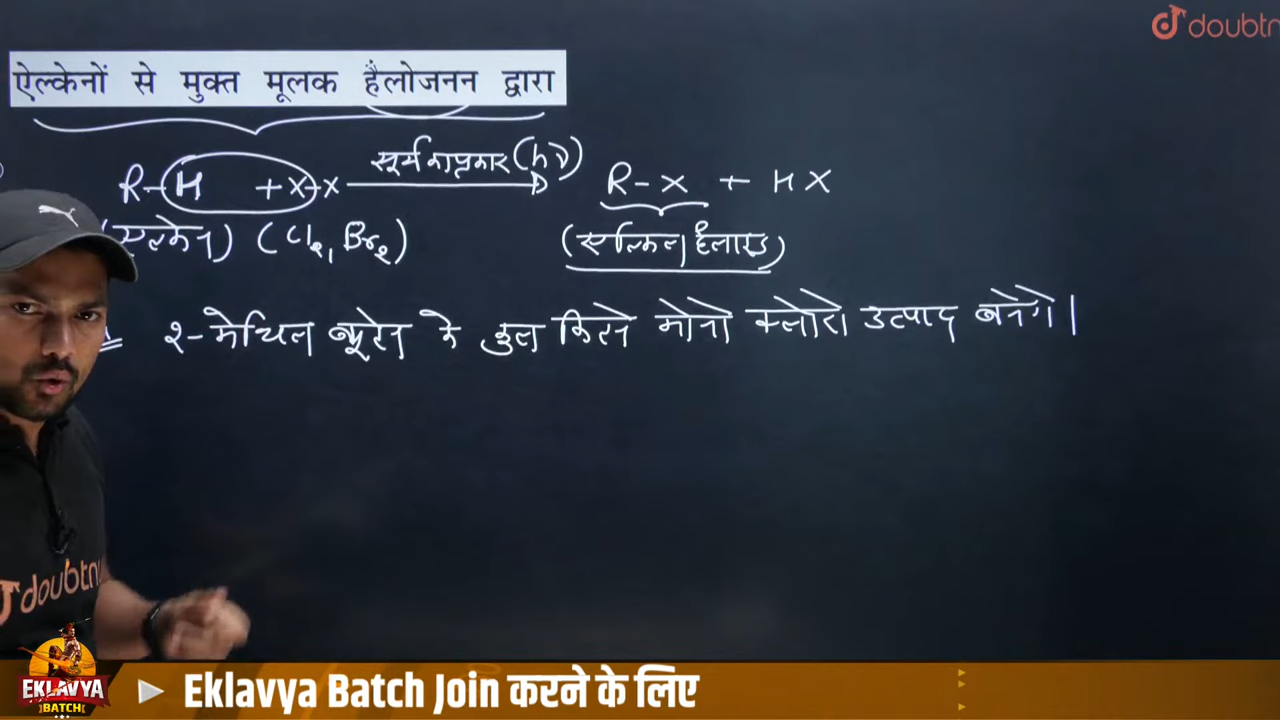 doubtn
ऐल्केनों से मुक्त मूलक हैलोजनन द्वारा
R-H + X-X सूर्य का प्रकाश (hν) R-X + HX
(एल्केन) (Cl₂, Br₂) (एल्किल हैलाइड)
२-मेथिल ब्यूटेन के कुल कितने मोनो क्लोरो उत्पाद बनेंगे।
doubtn
EKLAVYA
BATCH
Eklavya Batch Join करने के लिए